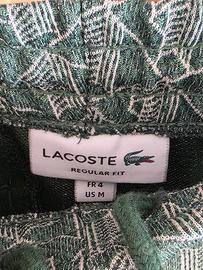 LACOSTE
REGULAR FIT
FR 4
US M